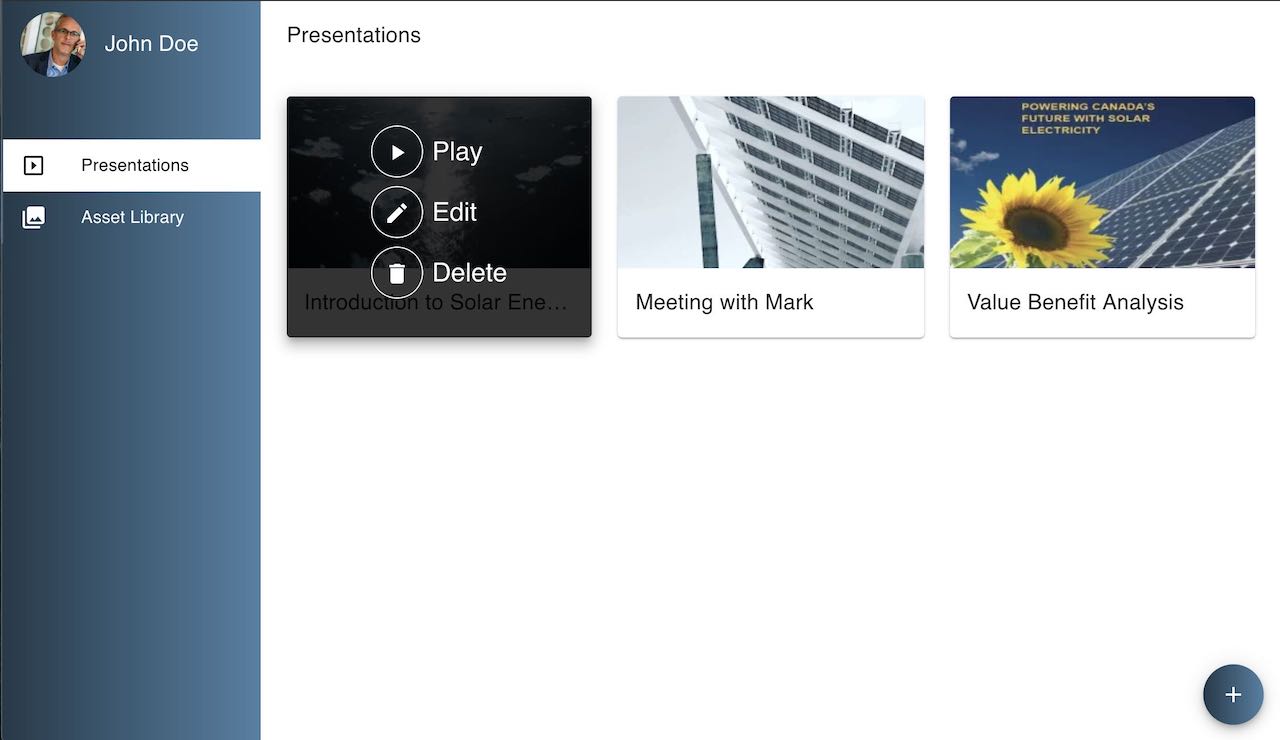 John Doe
Presentations
Asset Library
Presentations
Play
Edit
Delete
Introduction to Solar Ene…
Meeting with Mark
POWERING CANADA'S
FUTURE WITH SOLAR
ELECTRICITY
Value Benefit Analysis